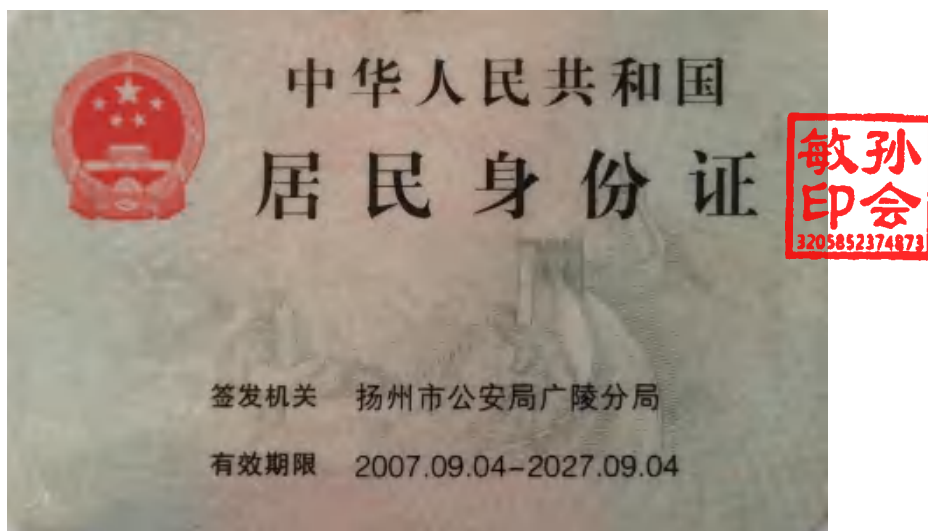 中华人民共和国
居民身份证
孙会
敏印
3205852374873
签发机关 扬州市公安局广陵分局
有效期限 2007.09.04-2027.09.04